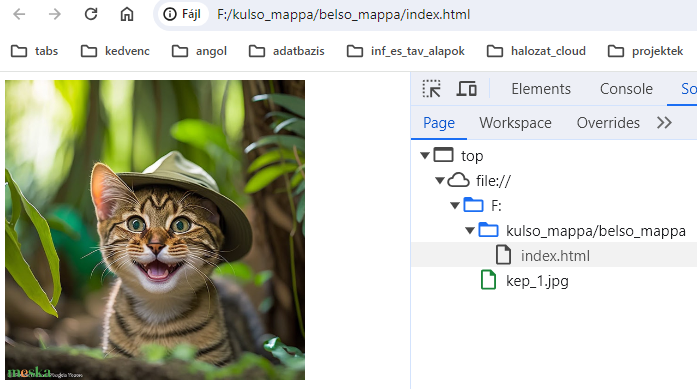 Fájl F:/kulso_mappa/belso_mappa/index.html
tabs kedvenc angol adatbazis inf_es_tav_alapok halozat_cloud projektek
Elements Console So
Page Workspace Overrides
top
file://
F:
kulso_mappa/belso_mappa
index.html
kep_1.jpg
meska